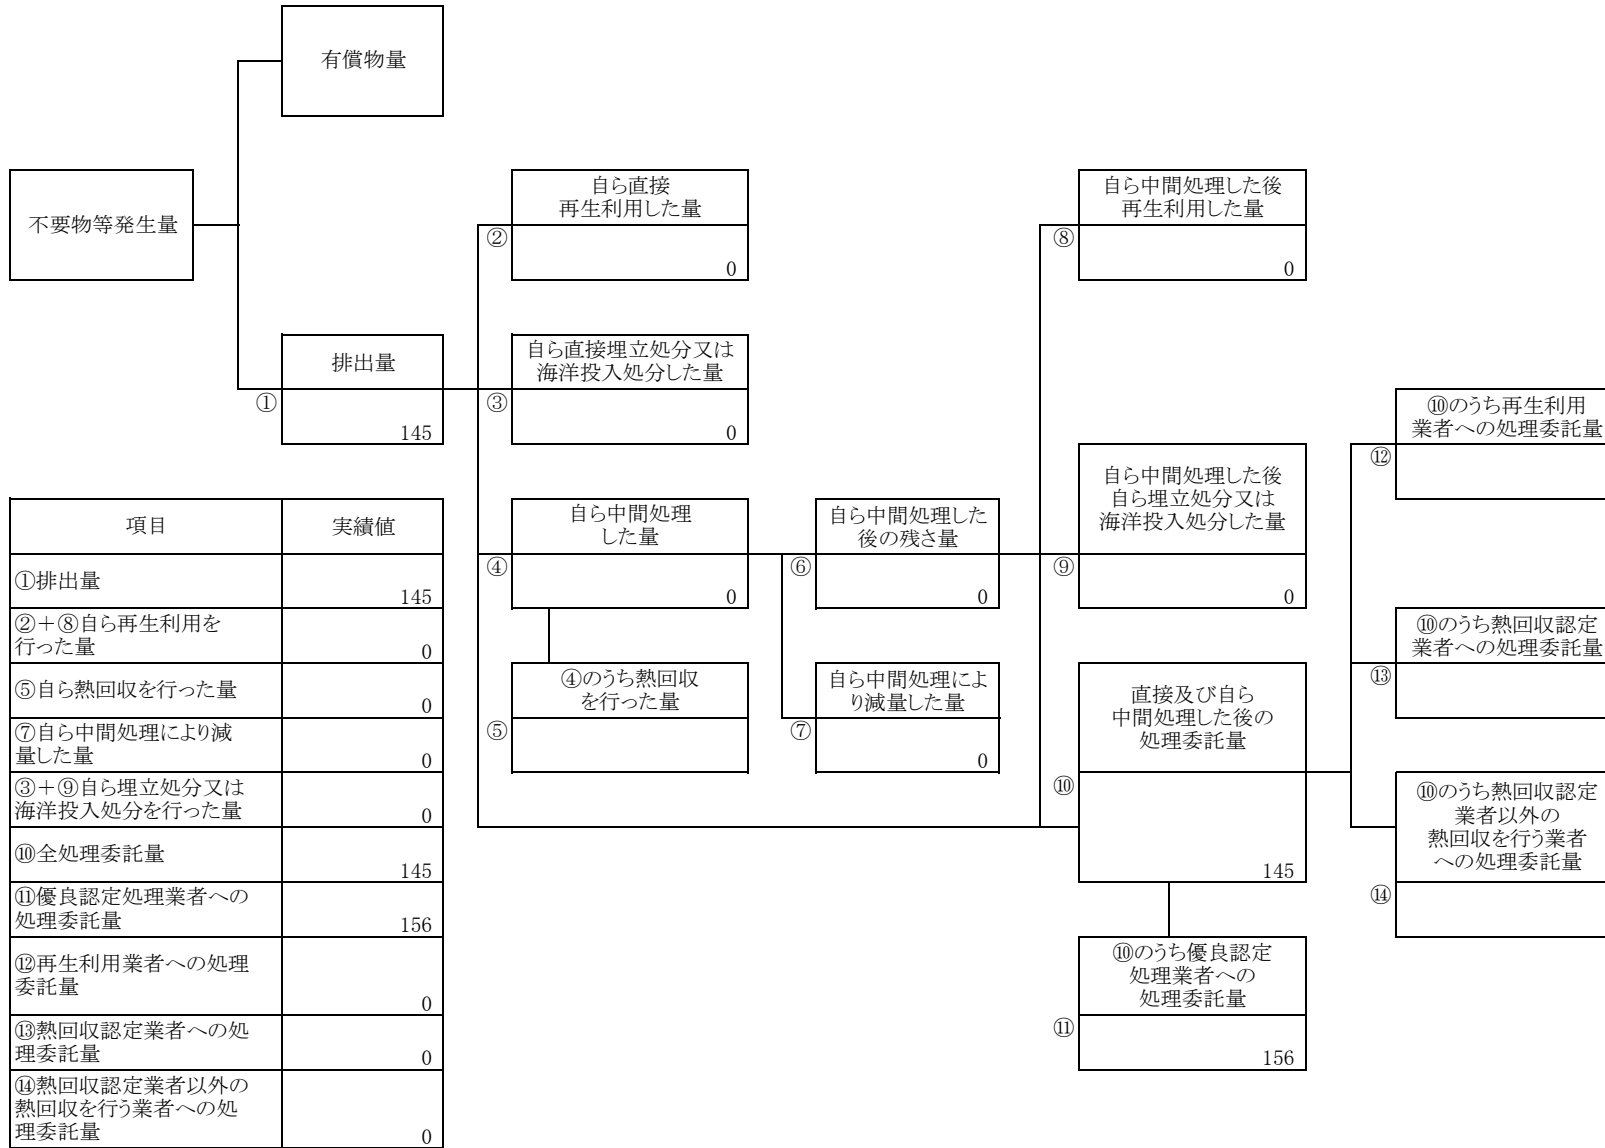 有償物量
不要物等発生量
排出量
①
145
自ら直接
再生利用した量
②
0
自ら直接埋立処分又は
海洋投入処分した量
③
0
自ら中間処理
した量
④
0
④のうち熱回収
を行った量
⑤
自ら中間処理した
後の残さ量
⑥
0
自ら中間処理によ
り減量した量
⑦
0
自ら中間処理した後
再生利用した量
⑧
0
自ら中間処理した後
自ら埋立処分又は
海洋投入処分した量
⑨
0
直接及び自ら
中間処理した後の
処理委託量
⑩
145
⑩のうち優良認定
処理業者への
処理委託量
⑪
156
⑩のうち再生利用
業者への処理委託量
⑫
⑩のうち熱回収認定
業者への処理委託量
⑬
⑩のうち熱回収認定
業者以外の
熱回収を行う業者
への処理委託量
⑭
項目 実績値
①排出量
145
②＋⑧自ら再生利用を
行った量
0
⑤自ら熱回収を行った量
0
⑦自ら中間処理により減
量した量
0
③＋⑨自ら埋立処分又は
海洋投入処分を行った量
0
⑩全処理委託量
145
⑪優良認定処理業者への
処理委託量
156
⑫再生利用業者への処理
委託量
0
⑬熱回収認定業者への処
理委託量
0
⑭熱回収認定業者以外の
熱回収を行う業者への処
理委託量
0